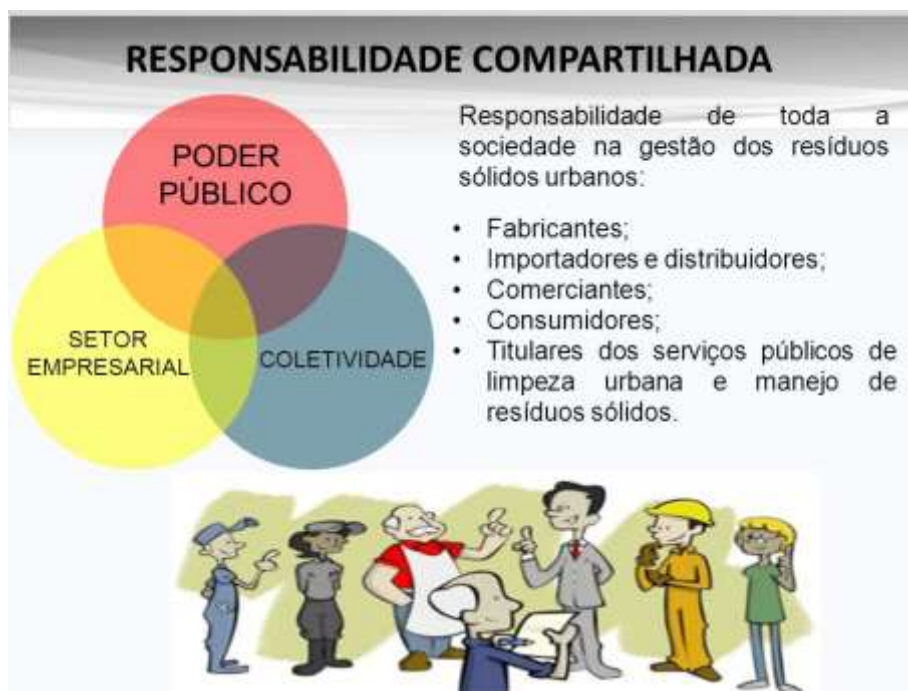 RESPONSABILIDADE COMPARTILHADA
PODER
PÚBLICO
SETOR
EMPRESARIAL
COLETIVIDADE
Responsabilidade de toda a
sociedade na gestão dos resíduos
sólidos urbanos:
• Fabricantes;
• Importadores e distribuidores;
• Comerciantes;
• Consumidores;
• Titulares dos serviços públicos de
limpeza urbana e manejo de
resíduos sólidos.